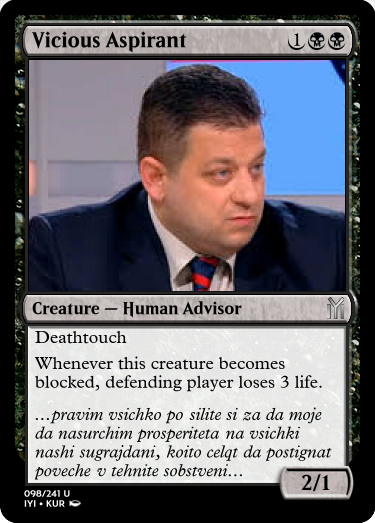 Vicious Aspirant
1
Creature — Human Advisor
Deathtouch
Whenever this creature becomes
blocked, defending player loses 3 life.
…pravim vsichko po silite si za da moje
da nasurchim prosperiteta na vsichki
nashi sugrajdani, koito celqt da postignat
poveche v tehnite sobstveni…
2/1
098/241 U
IYI • KUR